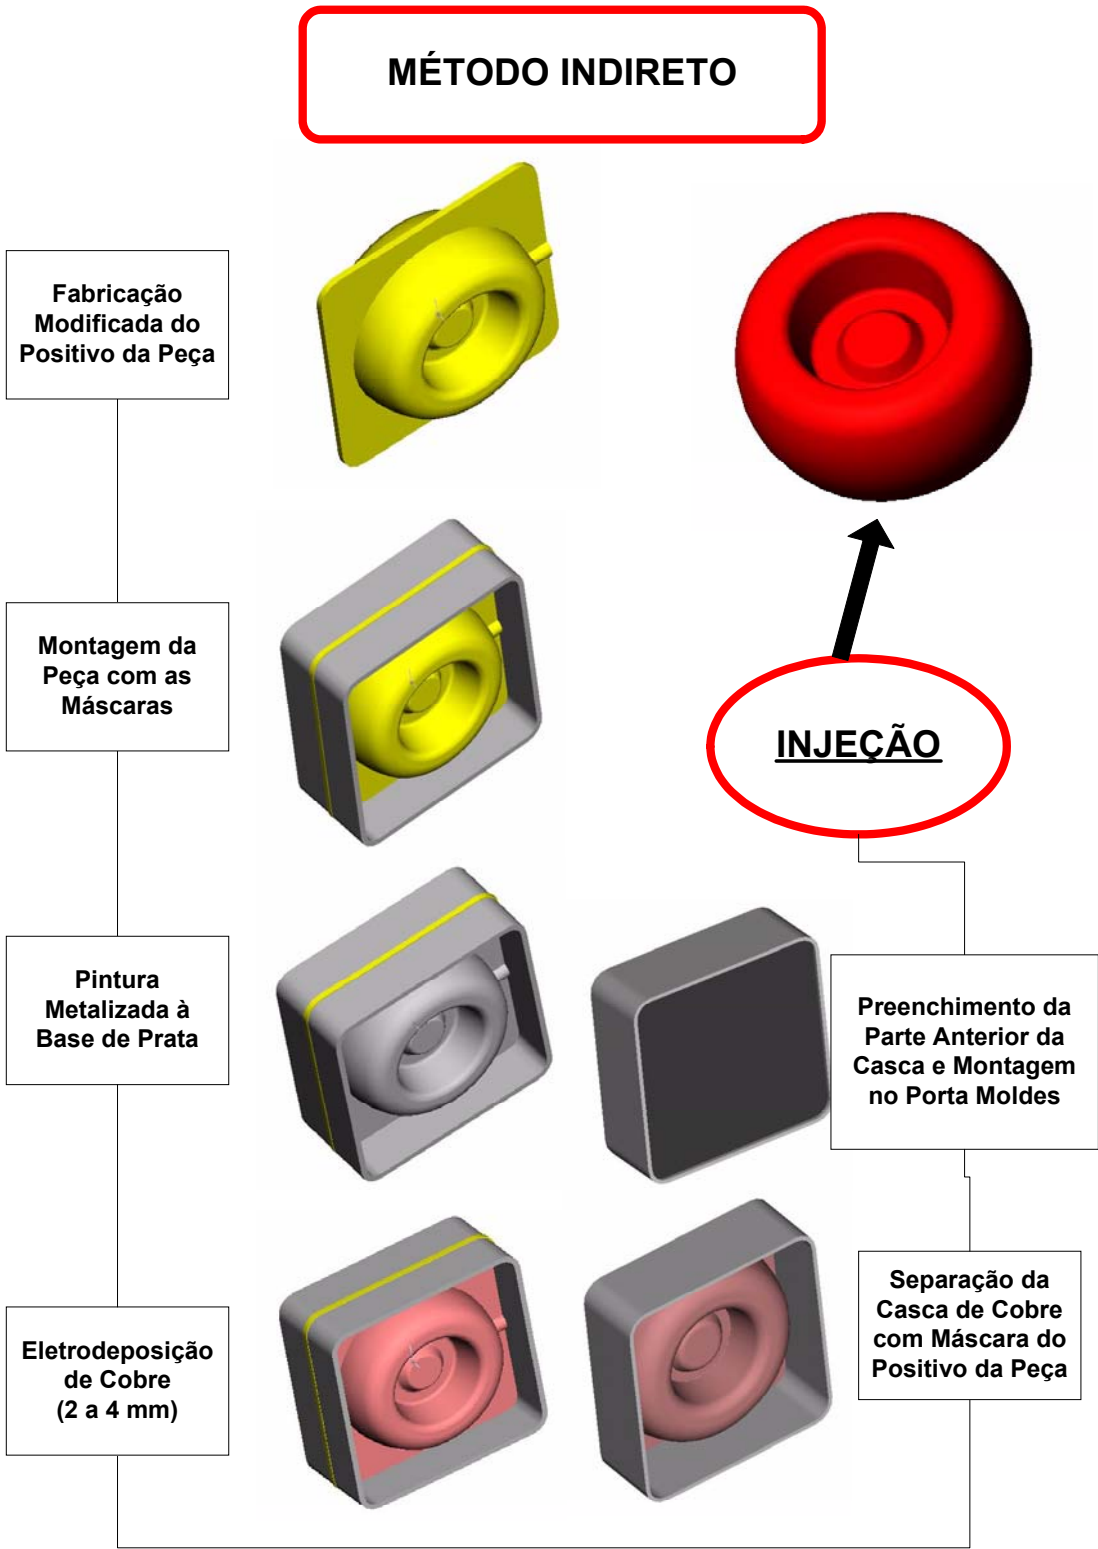 MÉTODO INDIRETO
Fabricação
Modificada do
Positivo da Peça
Montagem da
Peça com as
Máscaras
Pintura
Metalizada à
Base de Prata
Eletrodeposição
de Cobre
(2 a 4 mm)
Separação da
Casca de Cobre
com Máscara do
Positivo da Peça
Preenchimento da
Parte Anterior da
Casca e Montagem
no Porta Moldes
INJEÇÃO